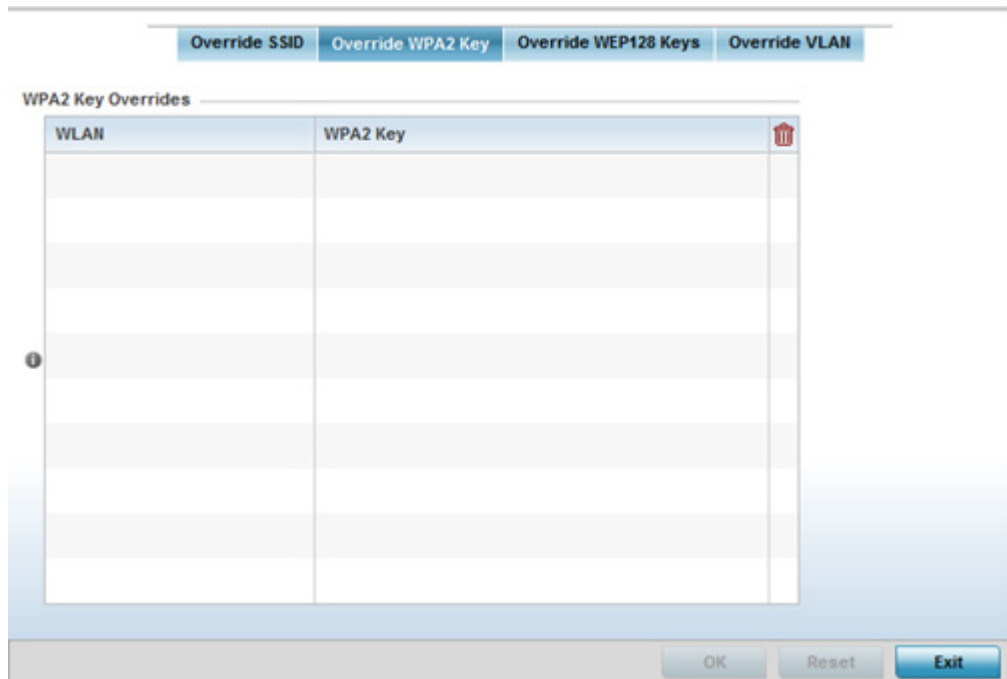 Override SSID Override WPA2 Key Override WEP128 Keys Override VLAN
WPA2 Key Overrides
WLAN WPA2 Key
OK Reset Exit